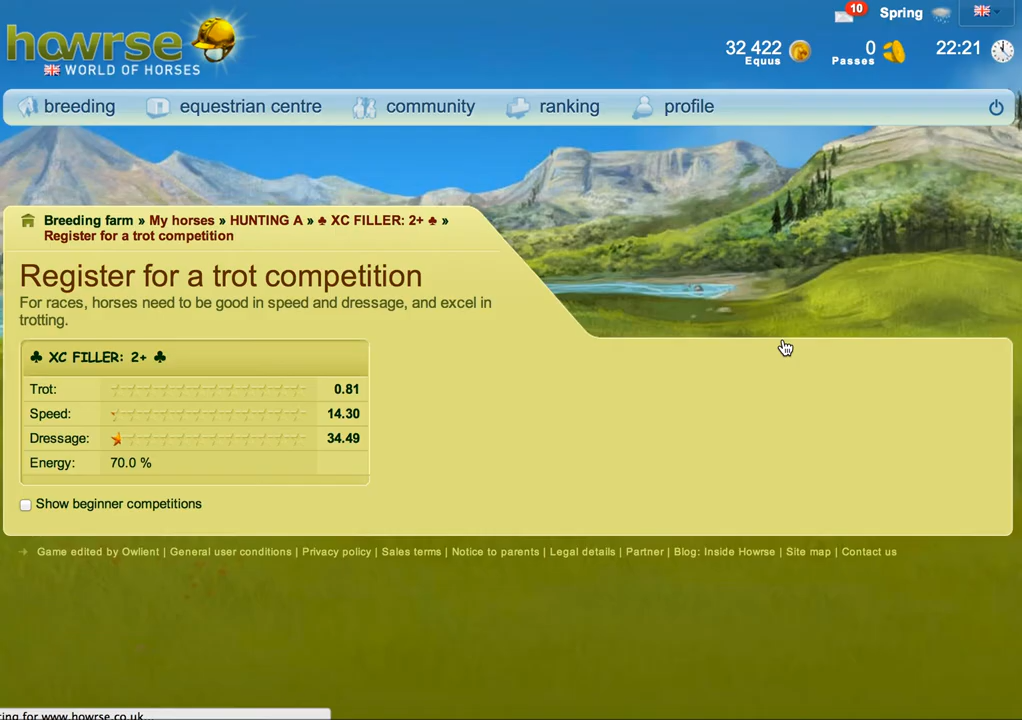 10
Spring
howrse
WORLD OF HORSES
32 422
Equus
0
Passes
22:21
breeding
equestrian centre
community
ranking
profile
Breeding farm » My horses » HUNTING A » ♣ XC FILLER: 2+ ♣ »
Register for a trot competition
Register for a trot competition
For races, horses need to be good in speed and dressage, and excel in
trotting.
♣ XC FILLER: 2+ ♣
Trot: 0.81
Speed: 14.30
Dressage: 34.49
Energy: 70.0 %
Show beginner competitions
Game edited by Owlient | General user conditions | Privacy policy | Sales terms | Notice to parents | Legal details | Partner | Blog: Inside Howrse | Site map | Contact us
for www.howrse.co.uk...